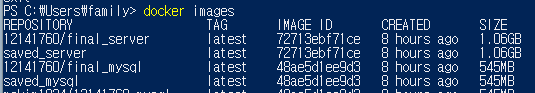 PS C:₩Users₩family> docker images
REPOSITORY TAG IMAGE ID CREATED SIZE
12141760/final_server latest 72713ebf71ce 8 hours ago 1.06GB
saved_server latest 72713ebf71ce 8 hours ago 1.06GB
12141760/final_mysql latest 48ae5d1ee9d3 8 hours ago 545MB
saved_mysql latest 48ae5d1ee9d3 8 hours ago 545MB